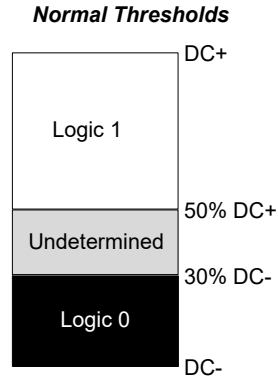 Normal Thresholds
DC+
Logic 1
50% DC+
Undetermined
30% DC-
Logic 0
DC-